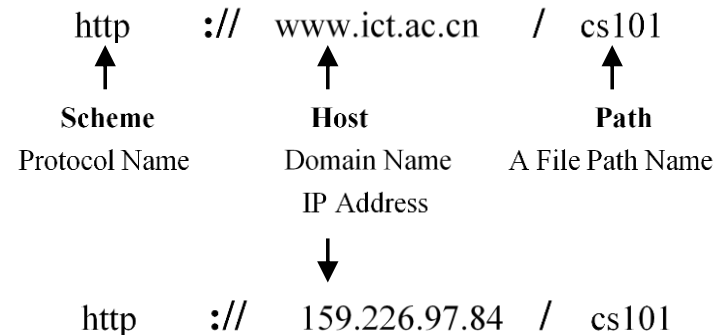 http :// www.ict.ac.cn / cs101
Scheme Host Path
Protocol Name Domain Name A File Path Name
IP Address
http :// 159.226.97.84 / cs101